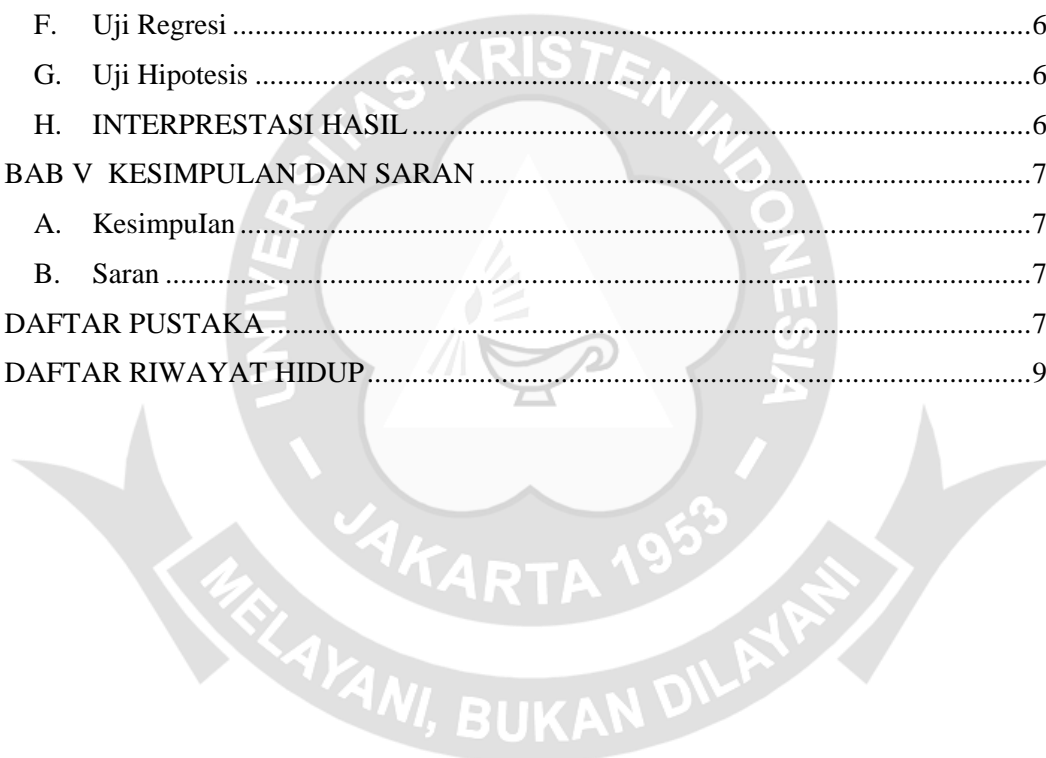 F. Uji Regresi ........................................................................................................ 6
G. Uji Hipotesis ..................................................................................................... 6
H. INTERPRESTASI HASIL ................................................................................... 6
BAB V KESIMPULAN DAN SARAN .......................................................................... 7
A. KesimpuIan ....................................................................................................... 7
B. Saran ................................................................................................................. 7
DAFTAR PUSTAKA ..................................................................................................... 7
DAFTAR RIWAYAT HIDUP ........................................................................................ 9
UNIVERSITAS KRISTEN INDONESIA
- JAKARTA 1953 -
MELAYANI, BUKAN DILAYANI